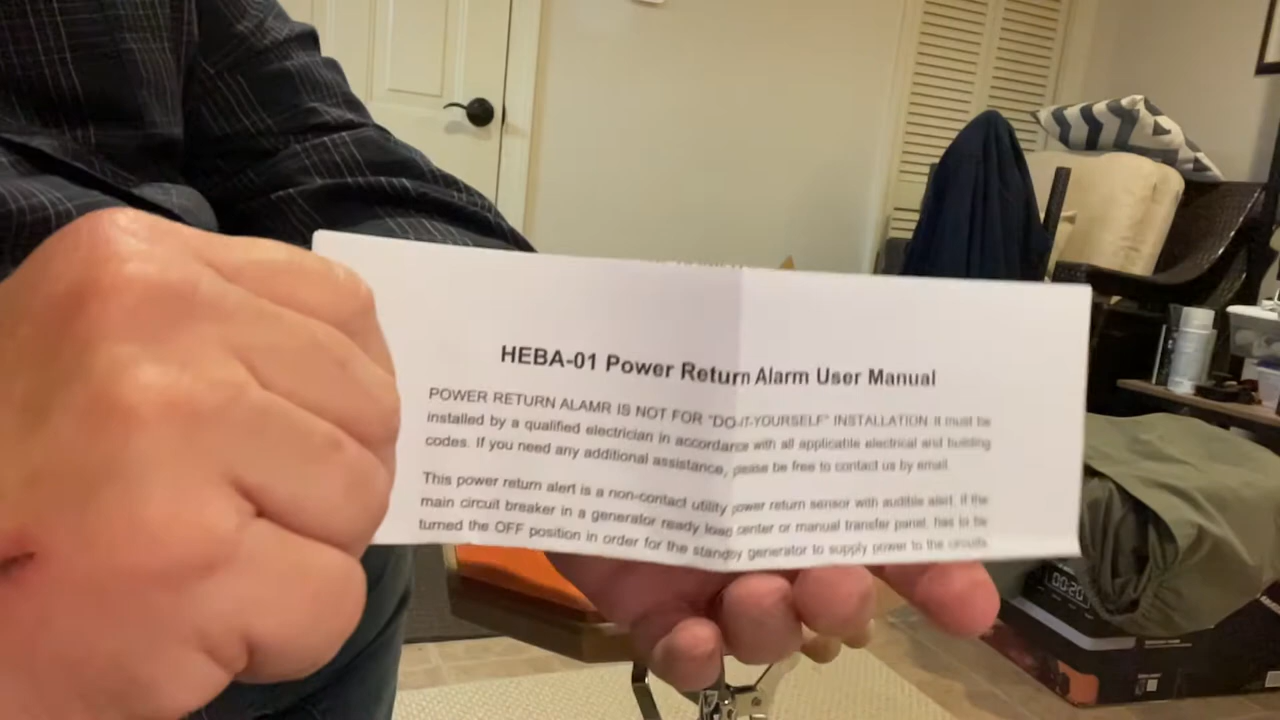 HEBA-01 Power Return Alarm User Manual
POWER RETURN ALAMR IS NOT FOR "DO-IT-YOURSELF" INSTALLATION It must be
installed by a qualified electrician in accordance with all applicable electrical and building
codes. If you need any additional assistance, please be free to contact us by email.
This power return alert is a non-contact utility power return sensor with audible alert. If the
main circuit breaker in a generator ready load center or manual transfer panel, has to be
turned the OFF position in order for the standby generator to supply power to the circuits
00:20